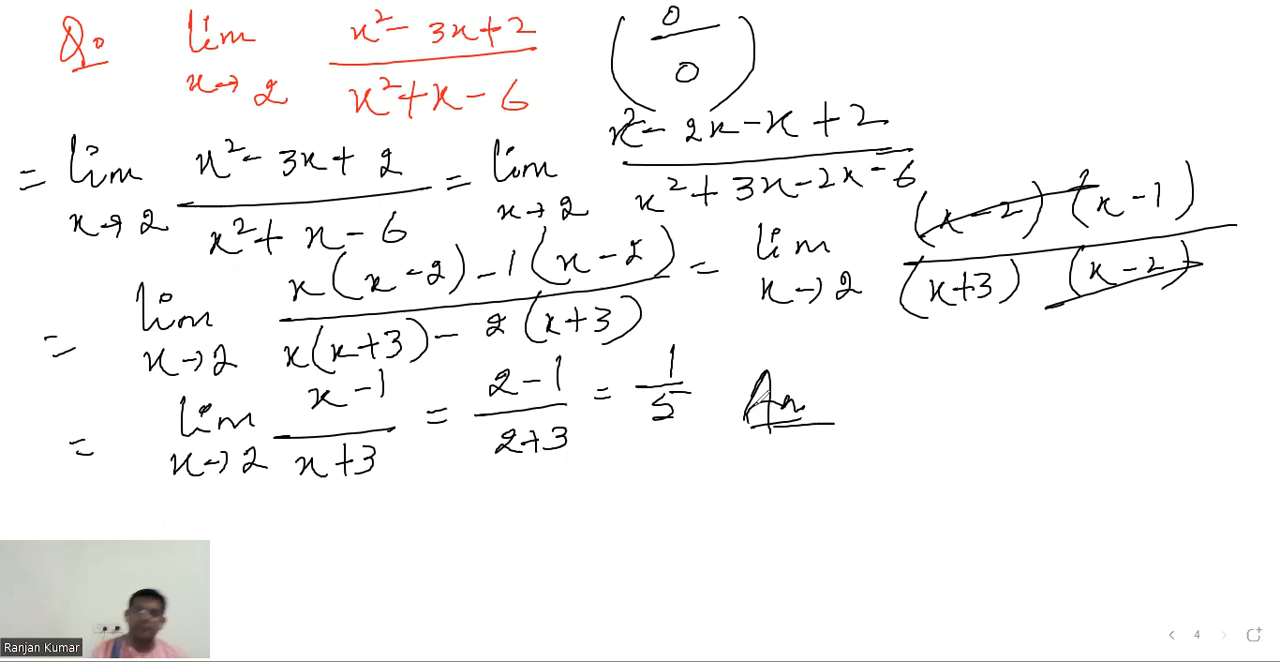 Q. lim x→2 (x² - 3x + 2)/(x² + x - 6) (0/0)
= lim x→2 (x² - 3x + 2)/(x² + x - 6) = lim x→2 (x² - 2x - x + 2)/(x² + 3x - 2x - 6)
= lim x→2 (x(x-2) - 1(x-2))/(x(x+3) - 2(x+3)) = lim x→2 ((x-2)(x-1))/((x+3)(x-2))
= lim x→2 (x-1)/(x+3) = (2-1)/(2+3) = 1/5 An
Ranjan Kumar
4